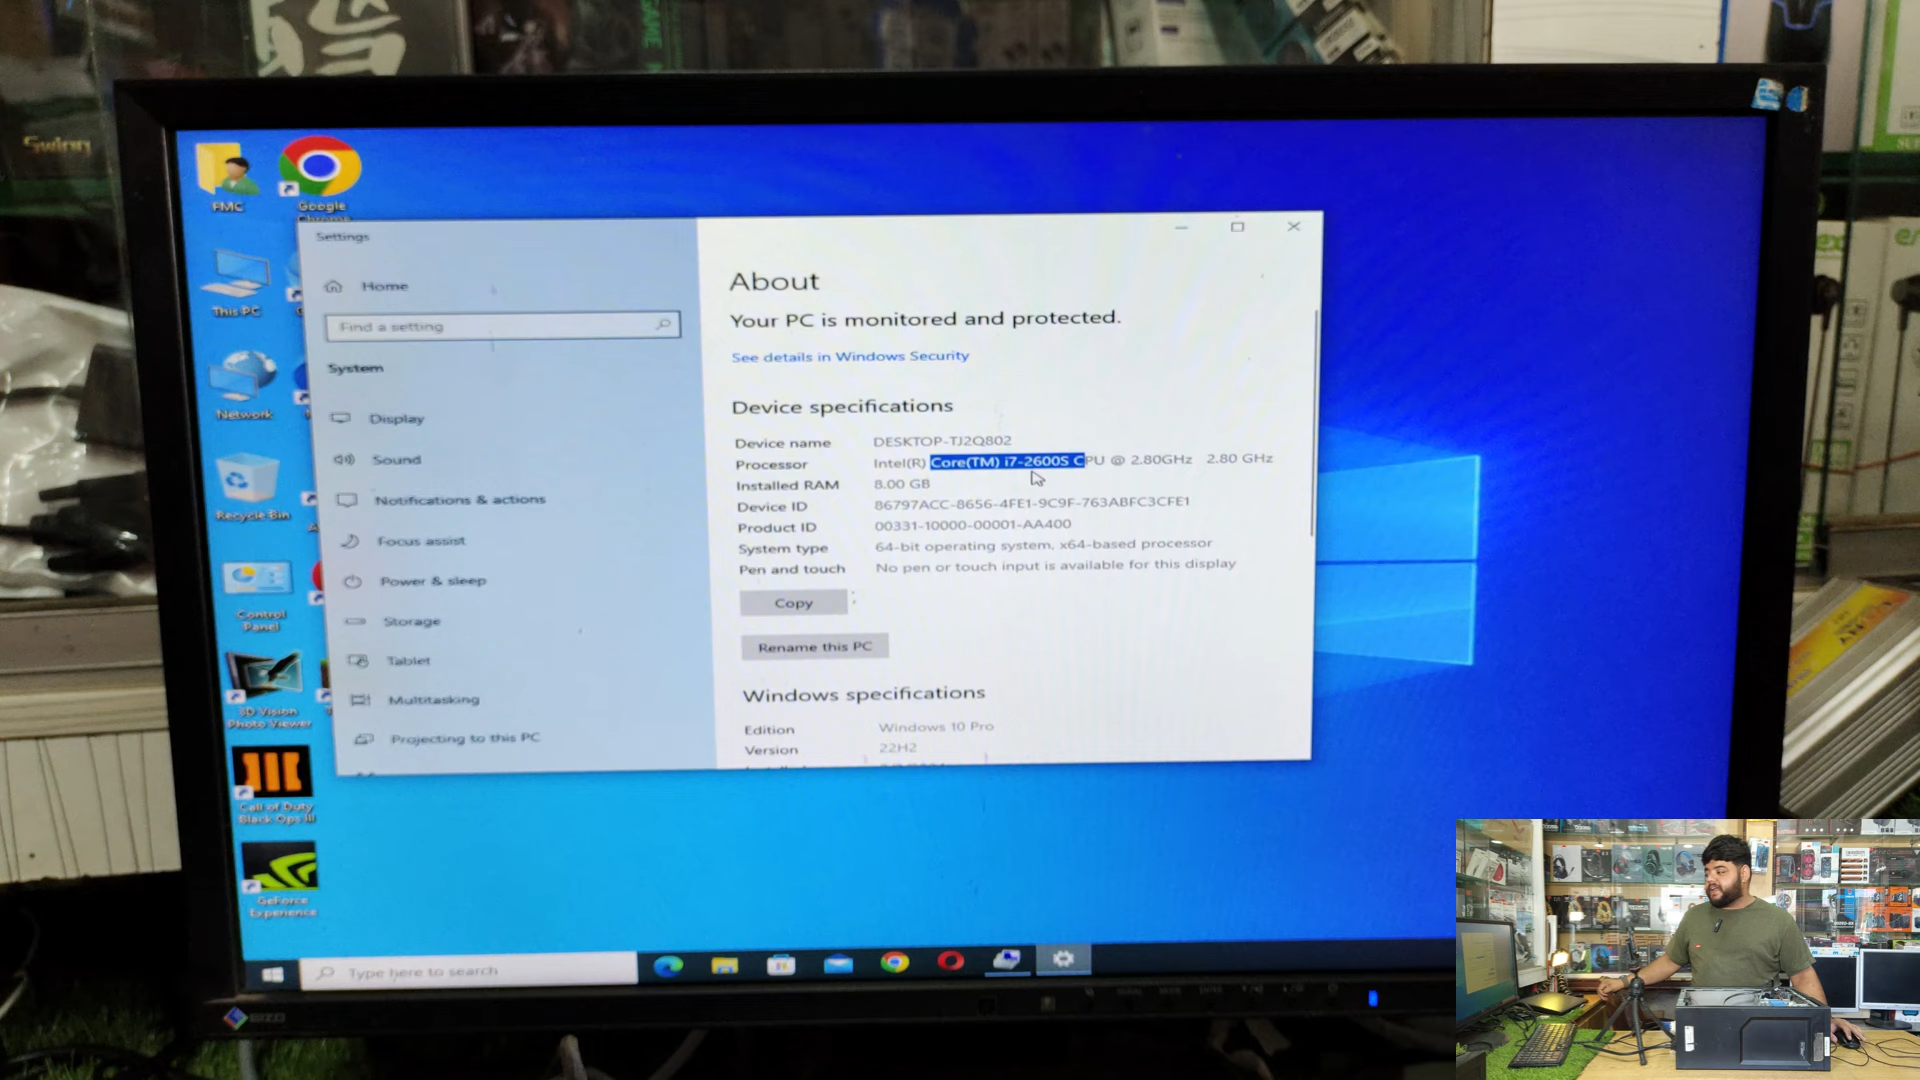 GAME
Swing
FMC
Google
Chrome
This PC
Network
Recycle Bin
Control
Panel
3D Vision
Photo Viewer
Call of Duty
Black Ops III
GeForce
Experience
Settings
Home
Find a setting
System
Display
Sound
Notifications & actions
Focus assist
Power & sleep
Storage
Tablet
Multitasking
Projecting to this PC
About
Your PC is monitored and protected.
See details in Windows Security
Device specifications
Device name DESKTOP-TJ2Q802
Processor Intel(R) Core(TM) i7-2600S CPU @ 2.80GHz 2.80 GHz
Installed RAM 8.00 GB
Device ID 86797ACC-8656-4FE1-9C9F-763ABFC3CFE1
Product ID 00331-10000-00001-AA400
System type 64-bit operating system, x64-based processor
Pen and touch No pen or touch input is available for this display
Copy
Rename this PC
Windows specifications
Edition Windows 10 Pro
Version 22H2
Type here to search
EIZO